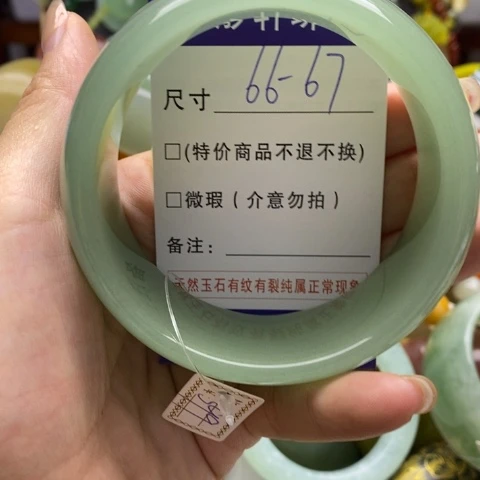 尺寸 66-67
□(特价商品不退不换)
□微瑕(介意勿拍)
备注:
天然玉石有纹有裂纯属正常现象